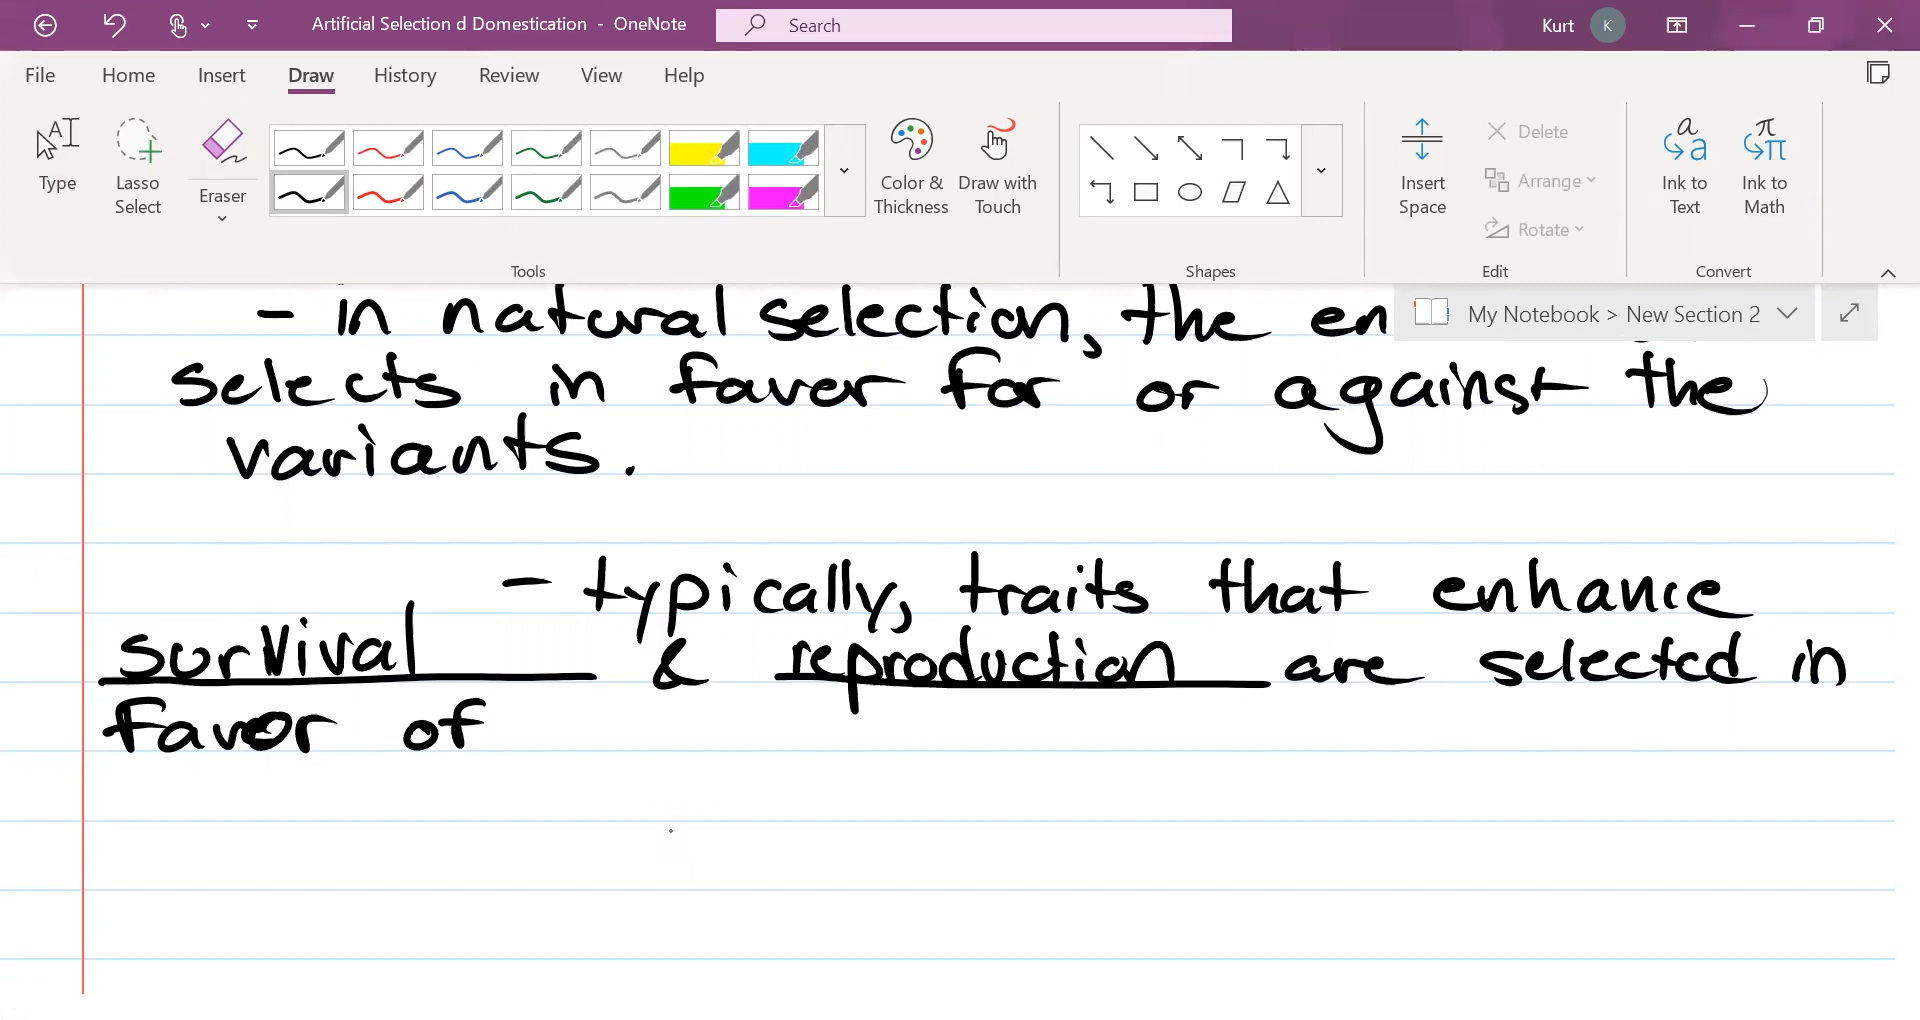 Artificial Selection d Domestication - OneNote
Search
Kurt
K
File Home Insert Draw History Review View Help
Type
Lasso Select
Eraser
Color & Thickness
Draw with Touch
Insert Space
Delete
Arrange
Rotate
Ink to Text
Ink to Math
Tools
Shapes
Edit
Convert
My Notebook > New Section 2
- in natural selection, the en
selects in faver for or against the
variants.
- typically, traits that enhance
survival & reproduction are selected in
favor of